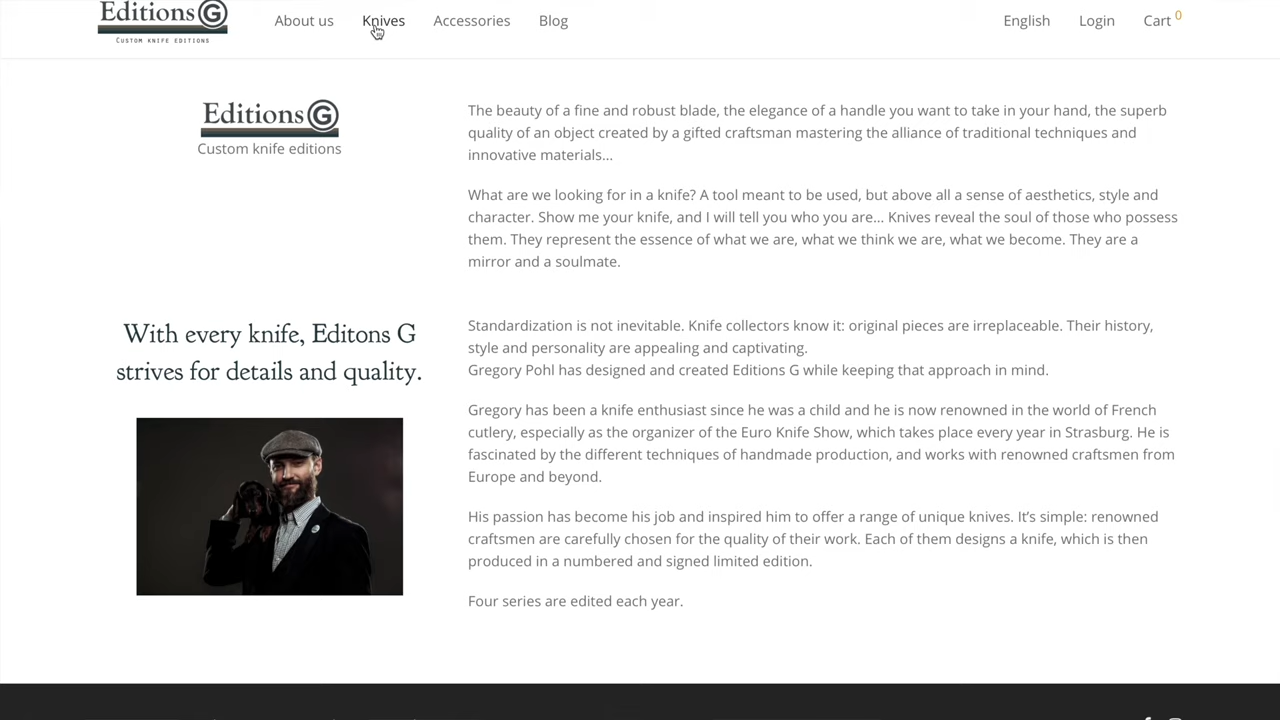 Editions G
Custom knife editions
About us
Knives
Accessories
Blog
English
Login
Cart 0
Editions G
Custom knife editions
The beauty of a fine and robust blade, the elegance of a handle you want to take in your hand, the superb
quality of an object created by a gifted craftsman mastering the alliance of traditional techniques and
innovative materials...
What are we looking for in a knife? A tool meant to be used, but above all a sense of aesthetics, style and
character. Show me your knife, and I will tell you who you are... Knives reveal the soul of those who possess
them. They represent the essence of what we are, what we think we are, what we become. They are a
mirror and a soulmate.
With every knife, Editons G
strives for details and quality.
Standardization is not inevitable. Knife collectors know it: original pieces are irreplaceable. Their history,
style and personality are appealing and captivating.
Gregory Pohl has designed and created Editions G while keeping that approach in mind.
Gregory has been a knife enthusiast since he was a child and he is now renowned in the world of French
cutlery, especially as the organizer of the Euro Knife Show, which takes place every year in Strasburg. He is
fascinated by the different techniques of handmade production, and works with renowned craftsmen from
Europe and beyond.
His passion has become his job and inspired him to offer a range of unique knives. It’s simple: renowned
craftsmen are carefully chosen for the quality of their work. Each of them designs a knife, which is then
produced in a numbered and signed limited edition.
Four series are edited each year.